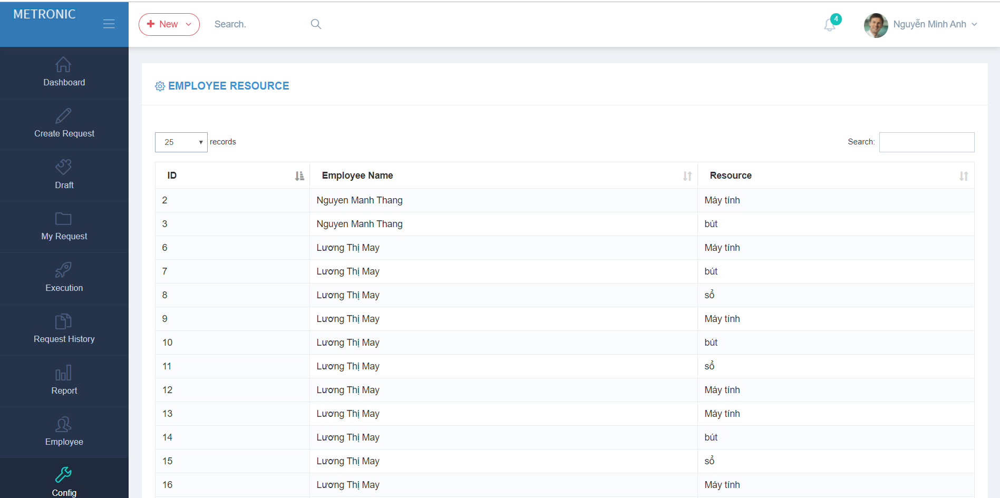 METRONIC
New
Search.
4
Nguyễn Minh Anh
Dashboard
Create Request
Draft
My Request
Execution
Request History
Report
Employee
Config
EMPLOYEE RESOURCE
25 records
Search:
ID Employee Name Resource
2 Nguyen Manh Thang Máy tính
3 Nguyen Manh Thang bút
6 Lương Thị May Máy tính
7 Lương Thị May bút
8 Lương Thị May sổ
9 Lương Thị May Máy tính
10 Lương Thị May bút
11 Lương Thị May sổ
12 Lương Thị May Máy tính
13 Lương Thị May Máy tính
14 Lương Thị May bút
15 Lương Thị May sổ
16 Lương Thị May Máy tính